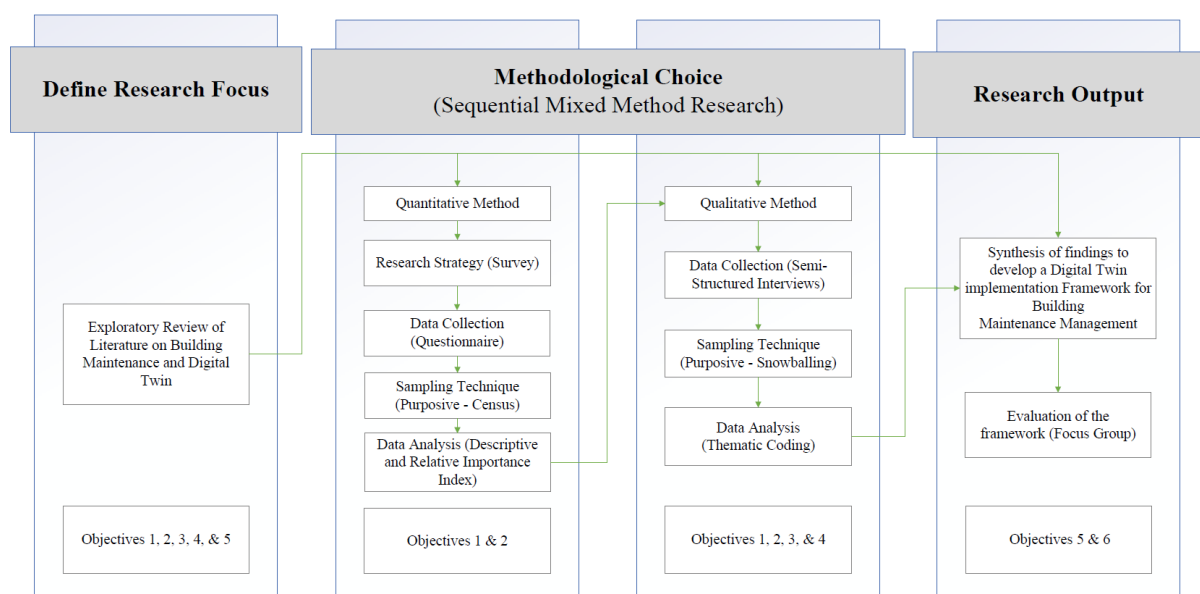 Define Research Focus
Methodological Choice
(Sequential Mixed Method Research)
Research Output
Exploratory Review of
Literature on Building
Maintenance and Digital
Twin
Objectives 1, 2, 3, 4, & 5
Quantitative Method
Research Strategy (Survey)
Data Collection
(Questionnaire)
Sampling Technique
(Purposive - Census)
Data Analysis (Descriptive
and Relative Importance
Index)
Objectives 1 & 2
Qualitative Method
Data Collection (Semi-
Structured Interviews)
Sampling Technique
(Purposive - Snowballing)
Data Analysis
(Thematic Coding)
Objectives 1, 2, 3, & 4
Synthesis of findings to
develop a Digital Twin
implementation Framework for
Building
Maintenance Management
Evaluation of the
framework (Focus Group)
Objectives 5 & 6